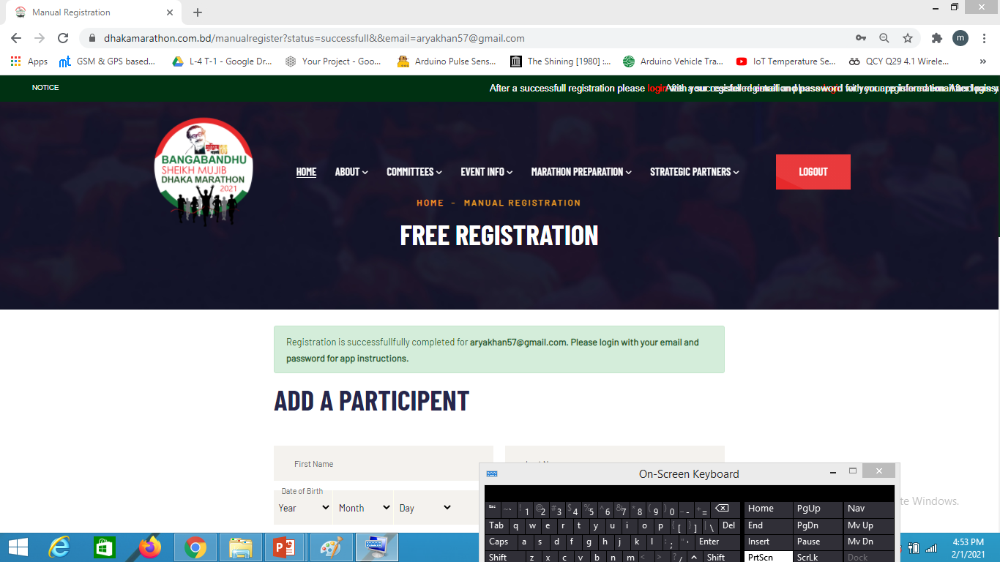 Manual Registration
dhakamarathon.com.bd/manualregister?status=successfull&&email=aryakhan57@gmail.com
m
Apps
GSM & GPS based...
L-4 T-1 - Google Dr...
Your Project - Goo...
Arduino Pulse Sens...
The Shining [1980] :...
Arduino Vehicle Tra...
IoT Temperature Se...
QCY Q29 4.1 Wirele...
NOTICE
After a successfull registration please login
BANGABANDHU
SHEIKH MUJIB
DHAKA MARATHON
2021
HOME
ABOUT
COMMITTEES
EVENT INFO
MARATHON PREPARATION
STRATEGIC PARTNERS
LOGOUT
HOME - MANUAL REGISTRATION
FREE REGISTRATION
Registration is successfullfully completed for aryakhan57@gmail.com. Please login with your email and
password for app instructions.
ADD A PARTICIPENT
First Name
Date of Birth
Year
Month
Day
On-Screen Keyboard
te Windows.
Esc ~ ` ! 1 @ 2 # 3 $ 4 % 5 ^ 6 & 7 * 8 ( 9 ) 0 _ - + = Home PgUp Nav
Tab q w e r t y u i o p { [ } ] | \ Del End PgDn Mv Up
Caps a s d f g h j k l : ; " ' Enter Insert Pause Mv Dn
Shift z x c v b n m < , > . ? / ^ Shift PrtScn ScrLk Dock
4:53 PM
2/1/2021